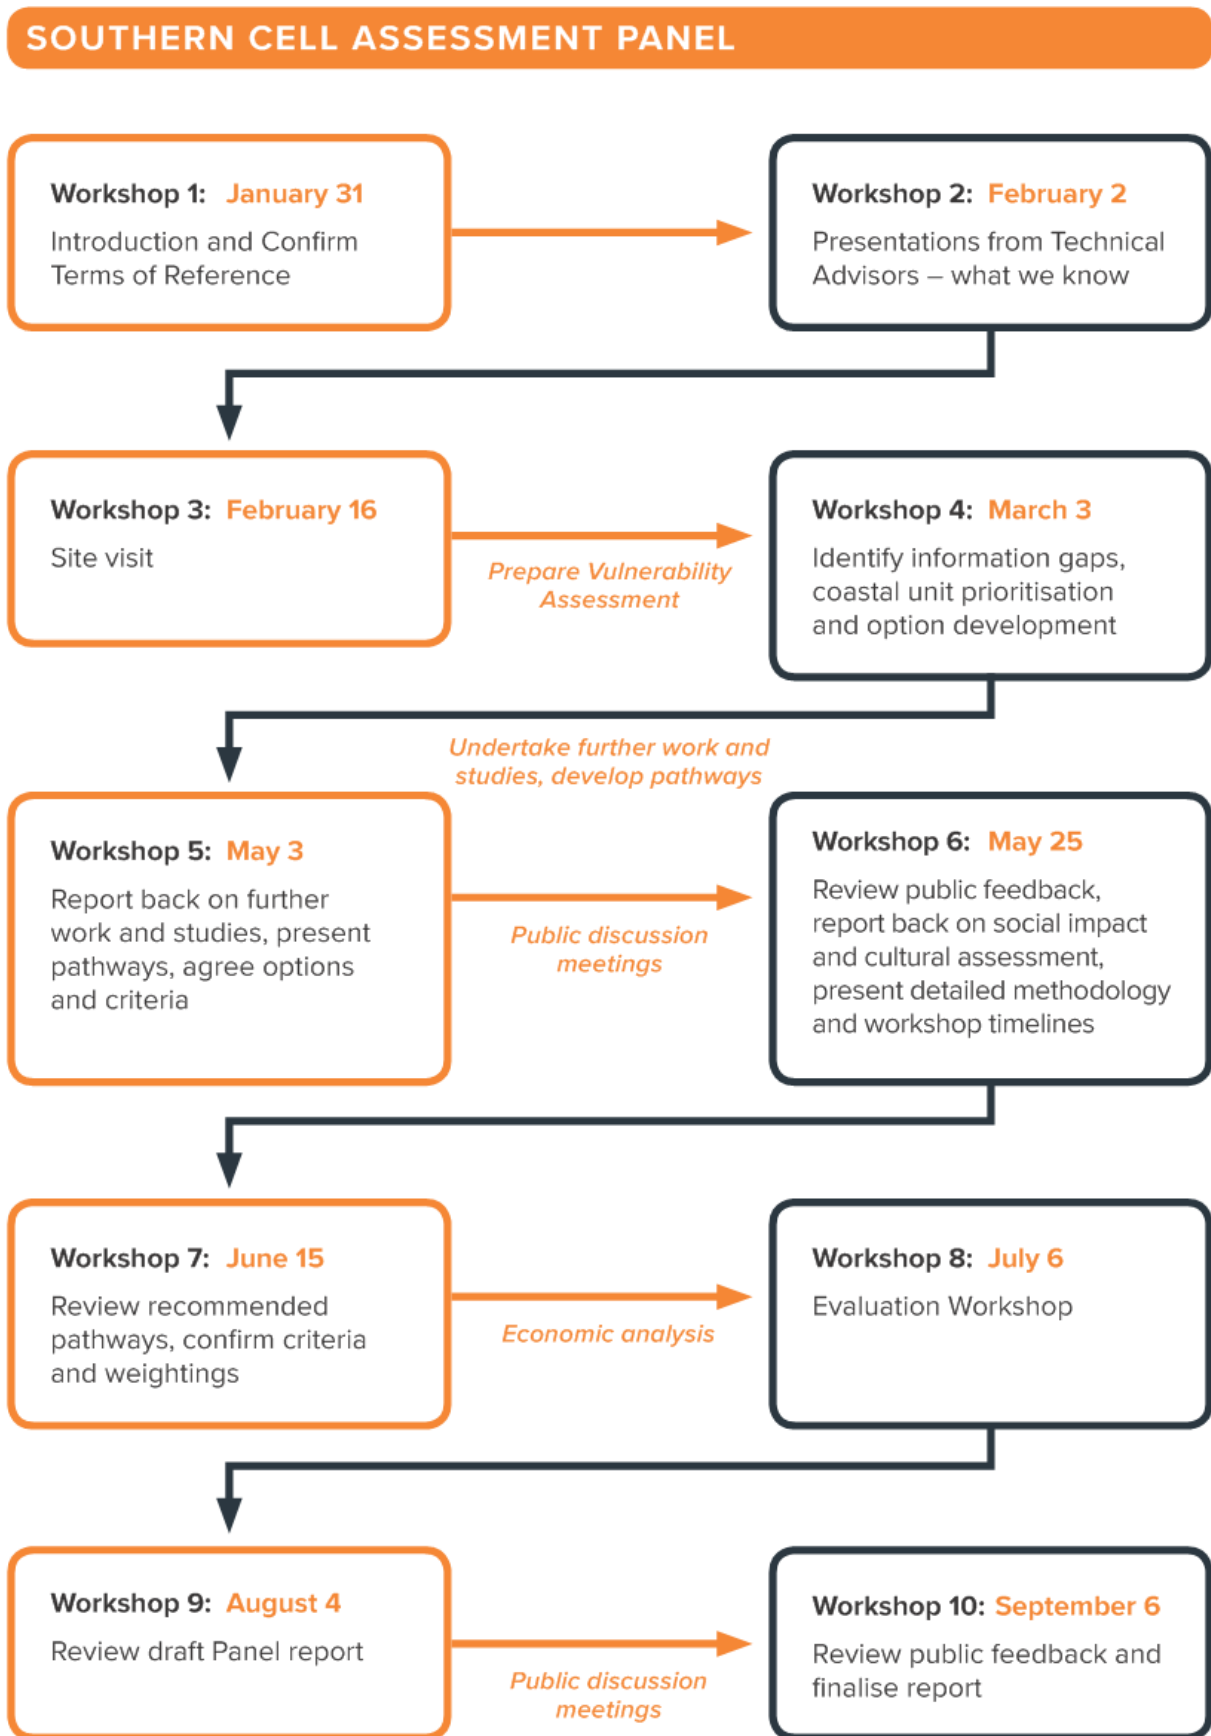 SOUTHERN CELL ASSESSMENT PANEL
Workshop 1: January 31
Introduction and Confirm
Terms of Reference
Workshop 2: February 2
Presentations from Technical
Advisors – what we know
Workshop 3: February 16
Site visit
Prepare Vulnerability
Assessment
Workshop 4: March 3
Identify information gaps,
coastal unit prioritisation
and option development
Undertake further work and
studies, develop pathways
Workshop 5: May 3
Report back on further
work and studies, present
pathways, agree options
and criteria
Public discussion
meetings
Workshop 6: May 25
Review public feedback,
report back on social impact
and cultural assessment,
present detailed methodology
and workshop timelines
Workshop 7: June 15
Review recommended
pathways, confirm criteria
and weightings
Economic analysis
Workshop 8: July 6
Evaluation Workshop
Workshop 9: August 4
Review draft Panel report
Public discussion
meetings
Workshop 10: September 6
Review public feedback and
finalise report